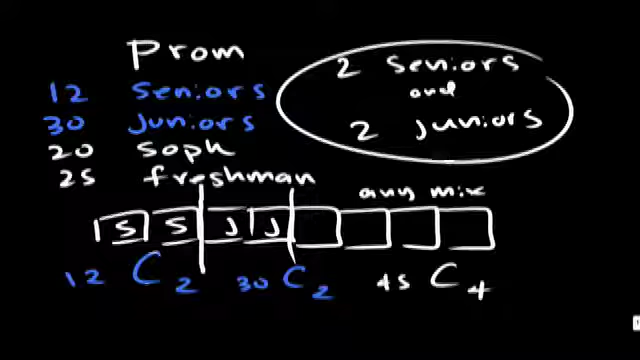 Prom
12 Seniors
30 Juniors
20 Soph
25 freshman
2 Seniors
and
2 Juniors
any mix
S S J J
12 C 2 30 C 2 45 C 4